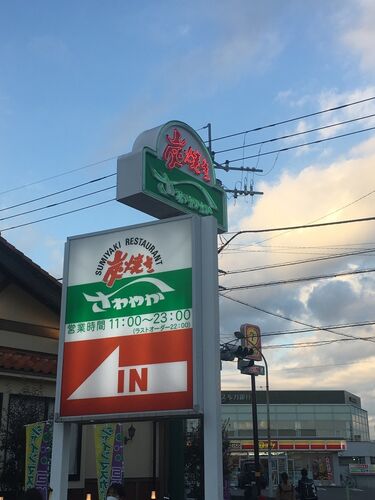 炭焼き
さわやか
SUMIYAKI RESTAURANT
炭焼き
さわやか
営業時間 11:00〜23:00
(ラストオーダー22:00)
IN